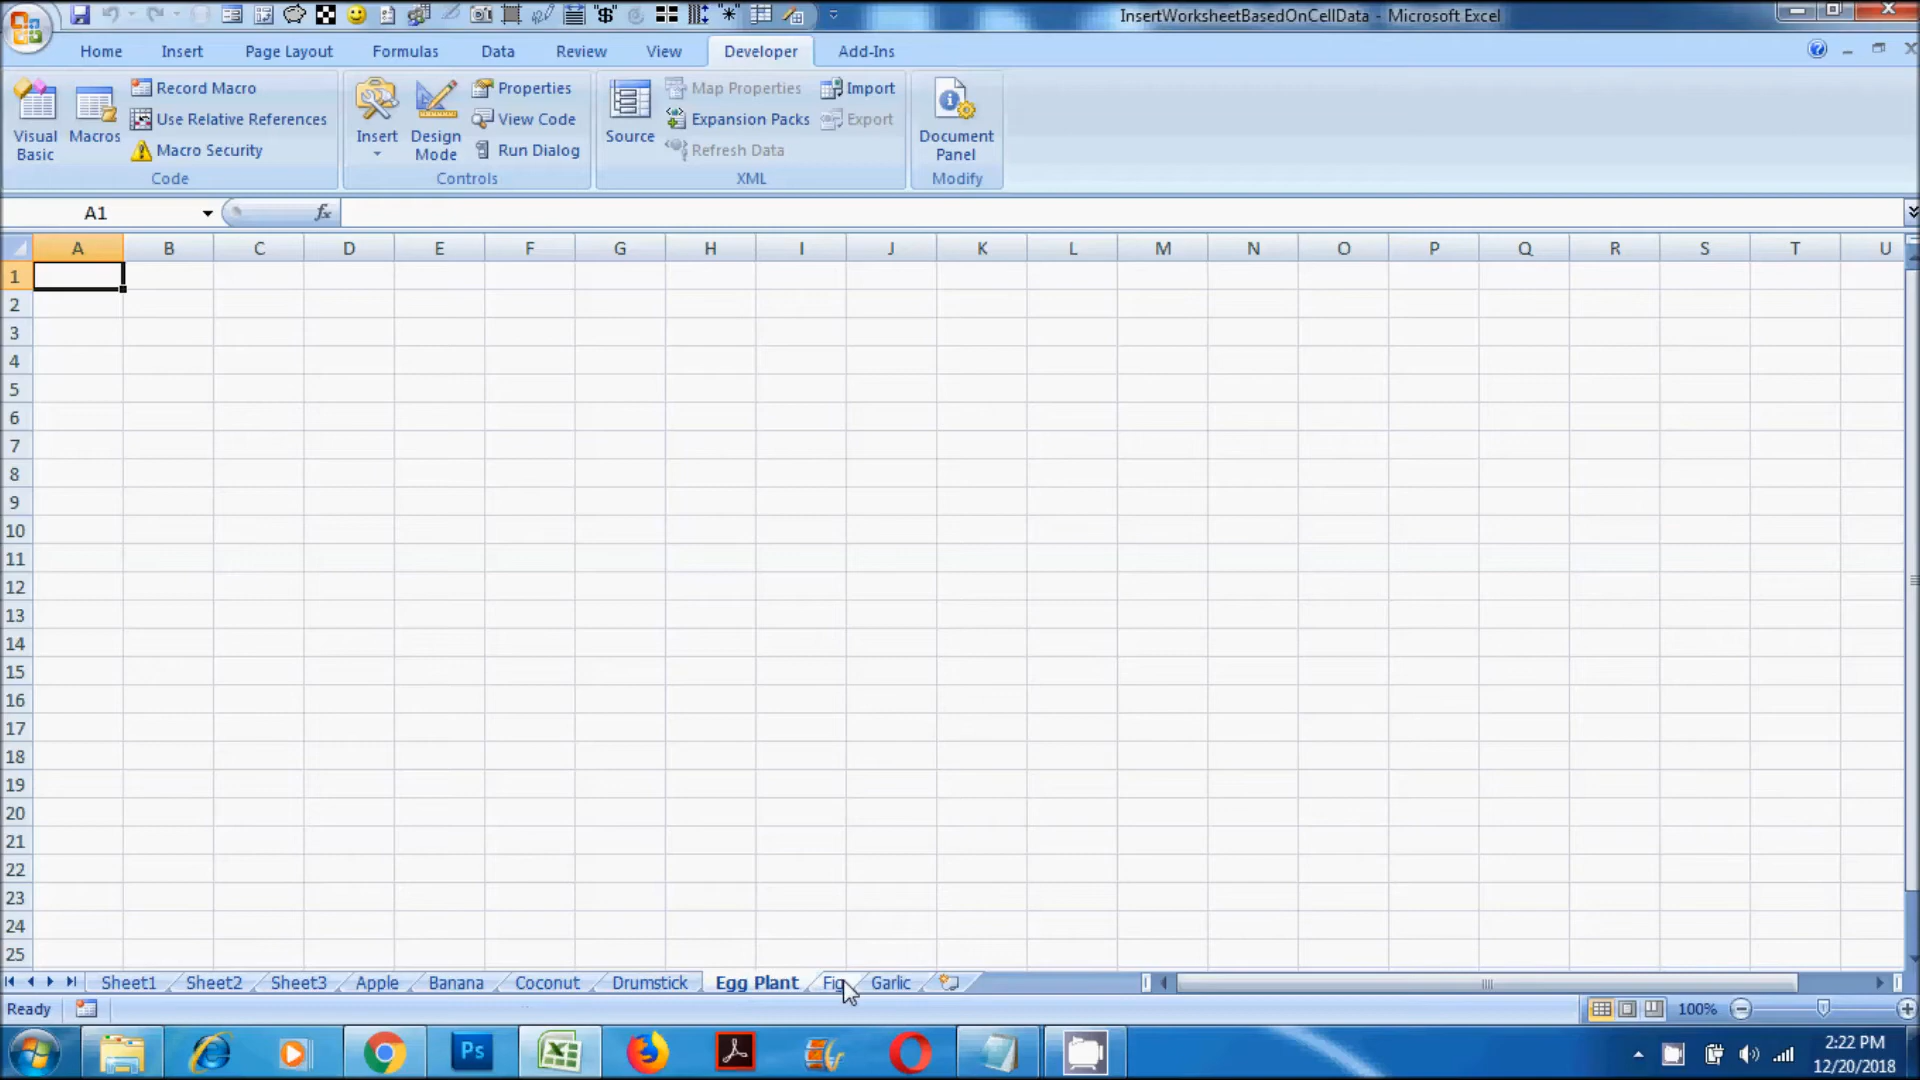 InsertWorksheetBasedOnCellData - Microsoft Excel
Home Insert Page Layout Formulas Data Review View Developer Add-Ins
Visual Basic
Macros
Record Macro
Use Relative References
Macro Security
Code
Insert
Design Mode
Properties
View Code
Run Dialog
Controls
Source
Map Properties
Expansion Packs
Refresh Data
Import
Export
XML
Document Panel
Modify
A1 fx
A B C D E F G H I J K L M N O P Q R S T U
1
2
3
4
5
6
7
8
9
10
11
12
13
14
15
16
17
18
19
20
21
22
23
24
25
Sheet1 Sheet2 Sheet3 Apple Banana Coconut Drumstick Egg Plant Fig Garlic
Ready 100%
Ps
2:22 PM
12/20/2018